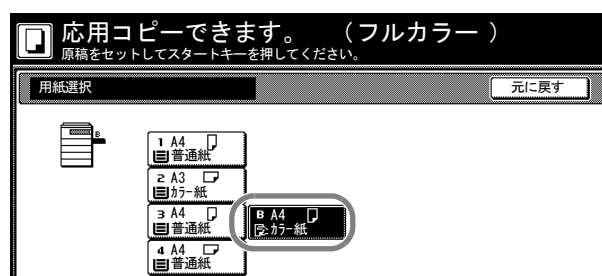 応用コピーできます。 （フルカラー）
原稿をセットしてスタートキーを押してください。
用紙選択
元に戻す
B
1 A4
普通紙
2 A3
カラー紙
3 A4
普通紙
B A4
カラー紙
4 A4
普通紙